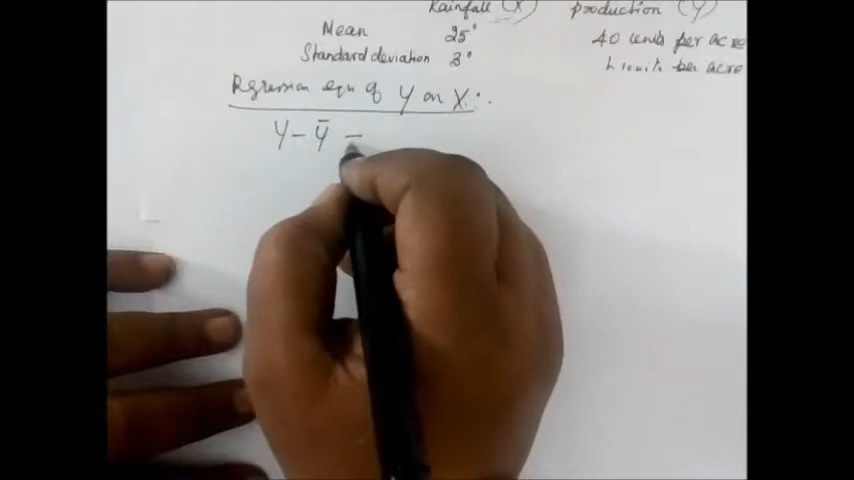 Rainfall (X) production (Y)
Mean 25" 40 units per acre
Standard deviation 3" units per acre
Regression eqn of Y on X:-
Y - Ȳ =